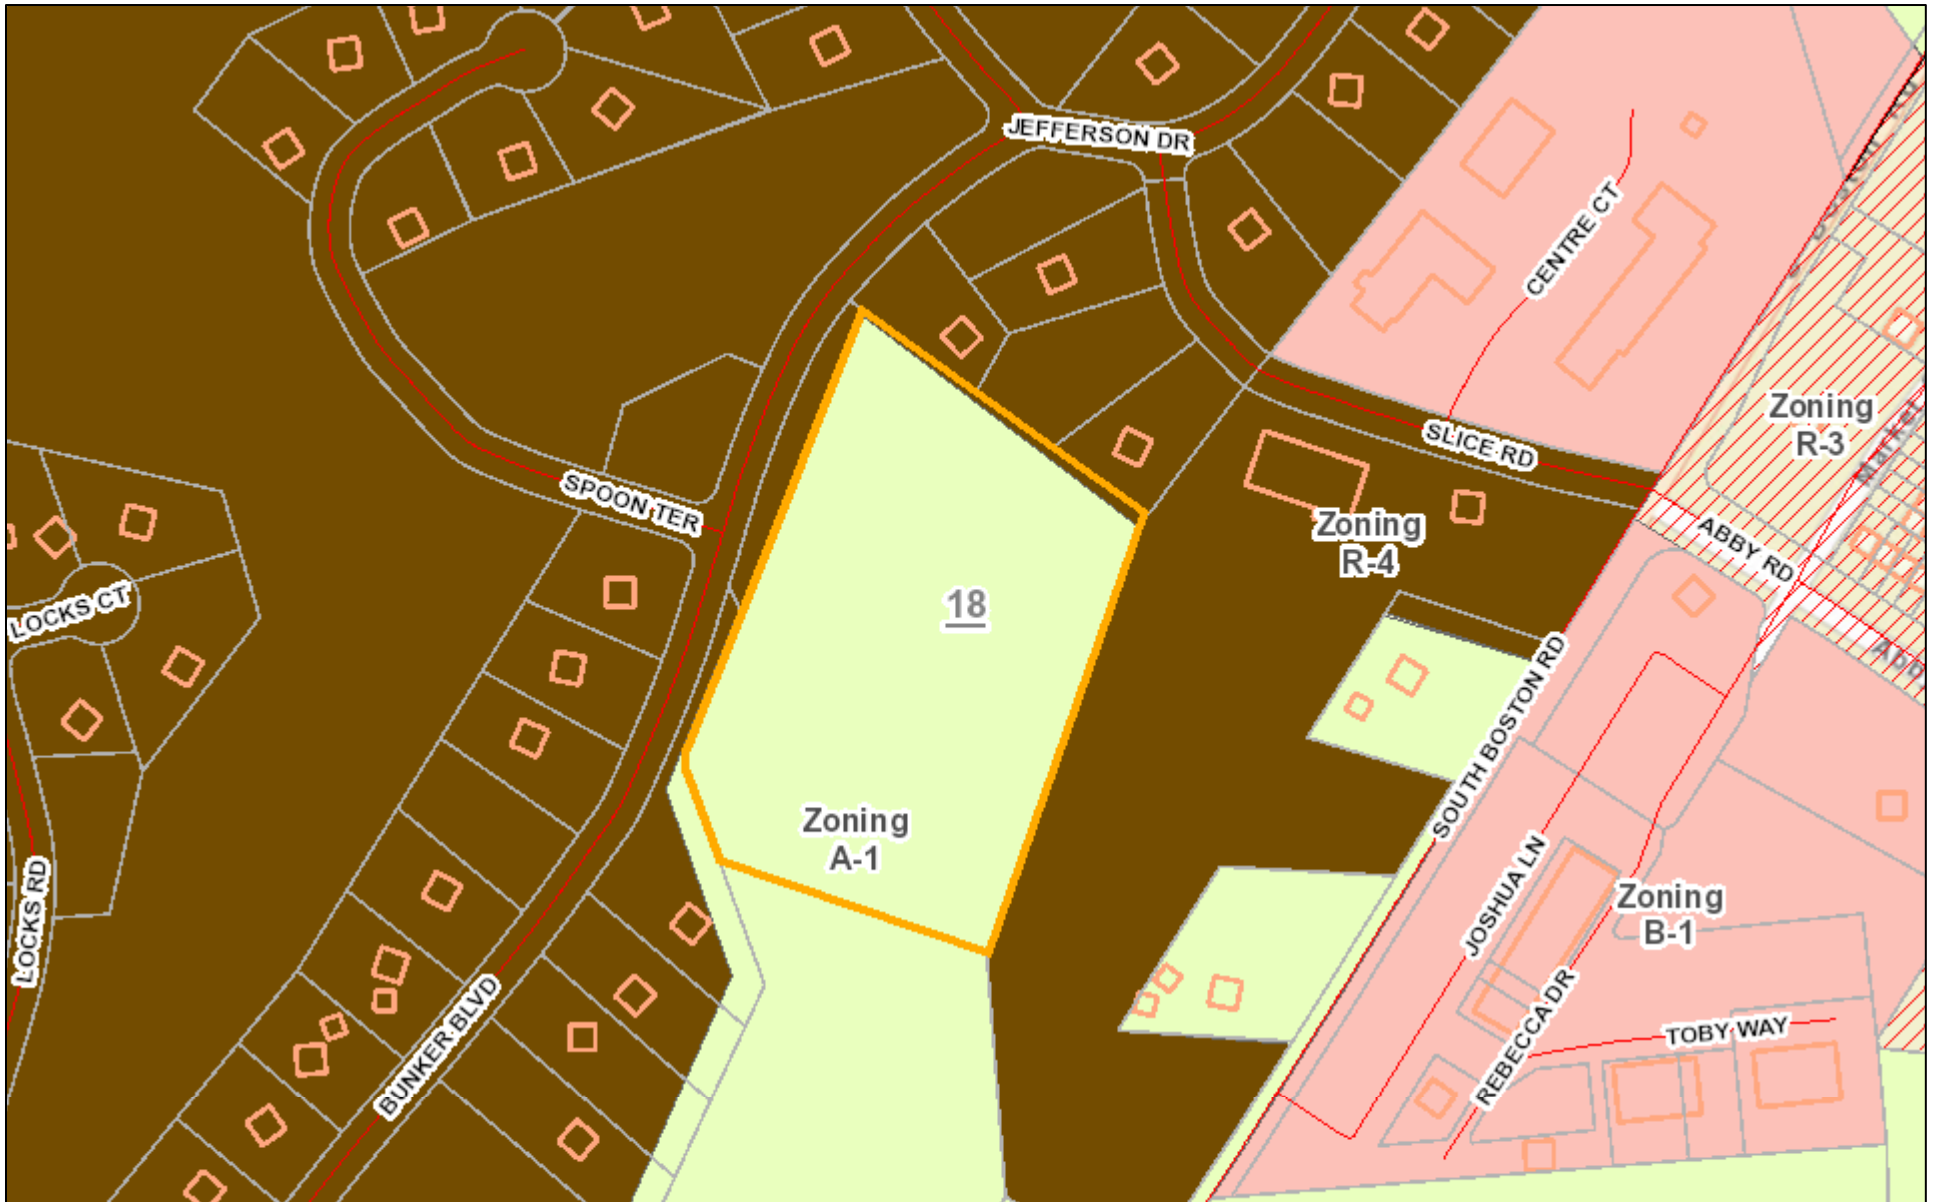 JEFFERSON DR
CENTRE CT
Zoning
R-3
Market
SLICE RD
SPOON TER
Zoning
R-4
ABBY RD
LOCKS CT
18
SOUTH BOSTON RD
Zoning
A-1
JOSHUA LN
LOCKS RD
Zoning
B-1
BUNKER BLVD
REBECCA DR
TOBY WAY